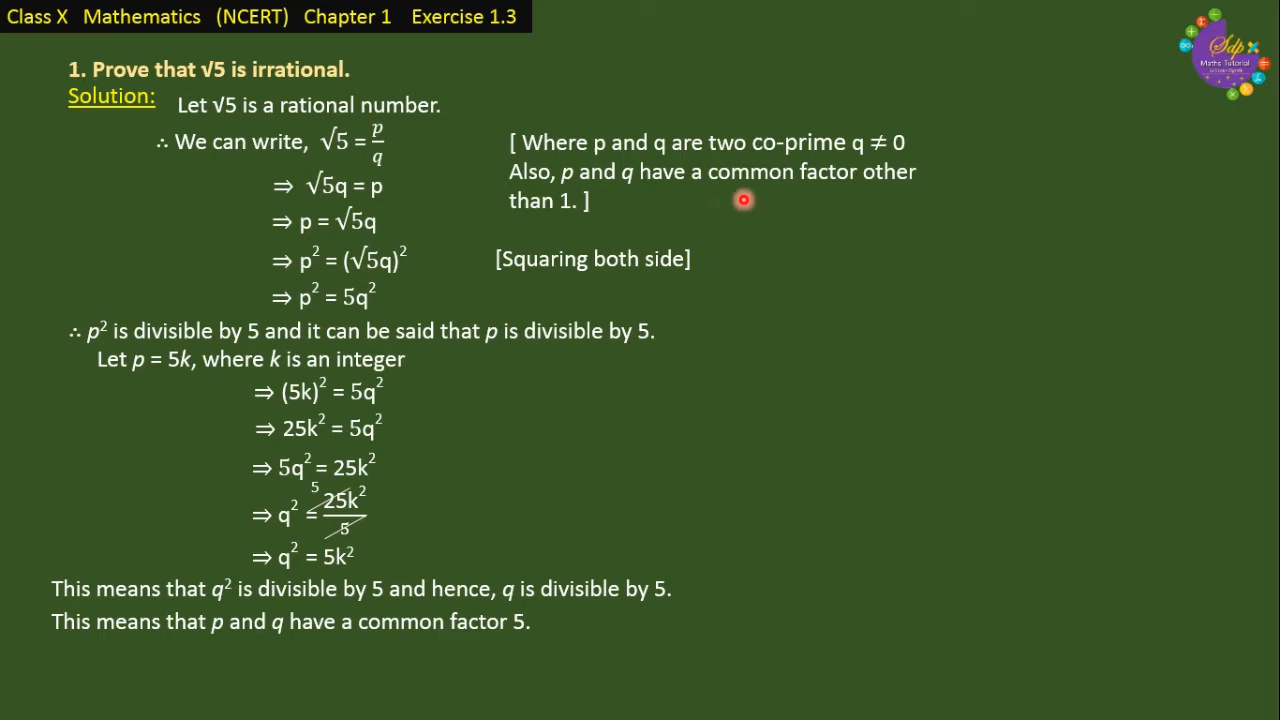 Class X   Mathematics   (NCERT)   Chapter 1   Exercise 1.3
Sdp
Maths Tutorial
1. Prove that √5 is irrational.
Solution: Let √5 is a rational number.
∴ We can write, √5 = p/q
[ Where p and q are two co-prime q ≠ 0
Also, p and q have a common factor other
than 1. ]
⇒ √5q = p
⇒ p = √5q
⇒ p² = (√5q)² [Squaring both side]
⇒ p² = 5q²
∴ p² is divisible by 5 and it can be said that p is divisible by 5.
Let p = 5k, where k is an integer
⇒ (5k)² = 5q²
⇒ 25k² = 5q²
⇒ 5q² = 25k²
5
⇒ q² = 25k²/5
⇒ q² = 5k²
This means that q² is divisible by 5 and hence, q is divisible by 5.
This means that p and q have a common factor 5.